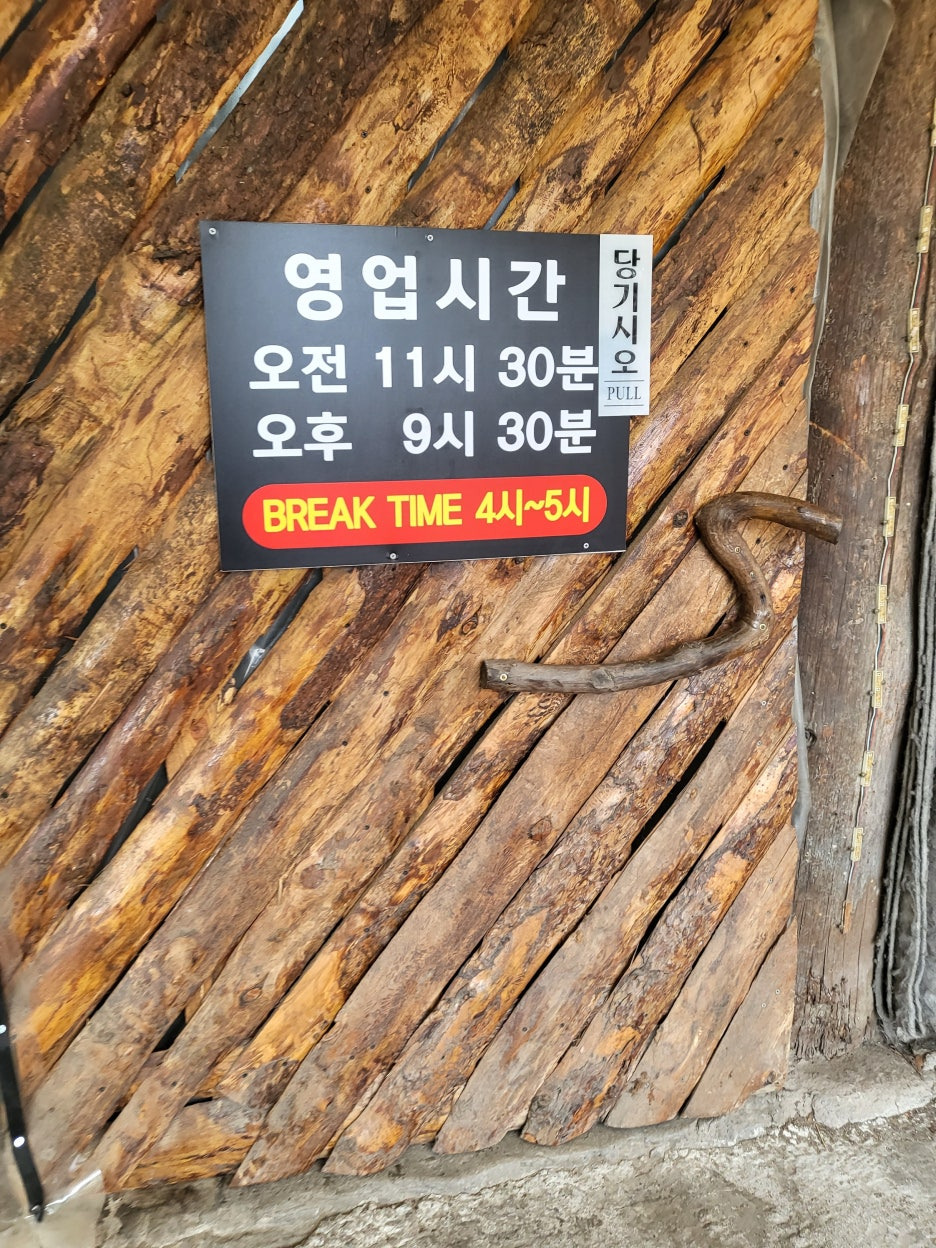 영업시간
오전 11시 30분
오후 9시 30분
BREAK TIME 4시~5시
당기시오
PULL